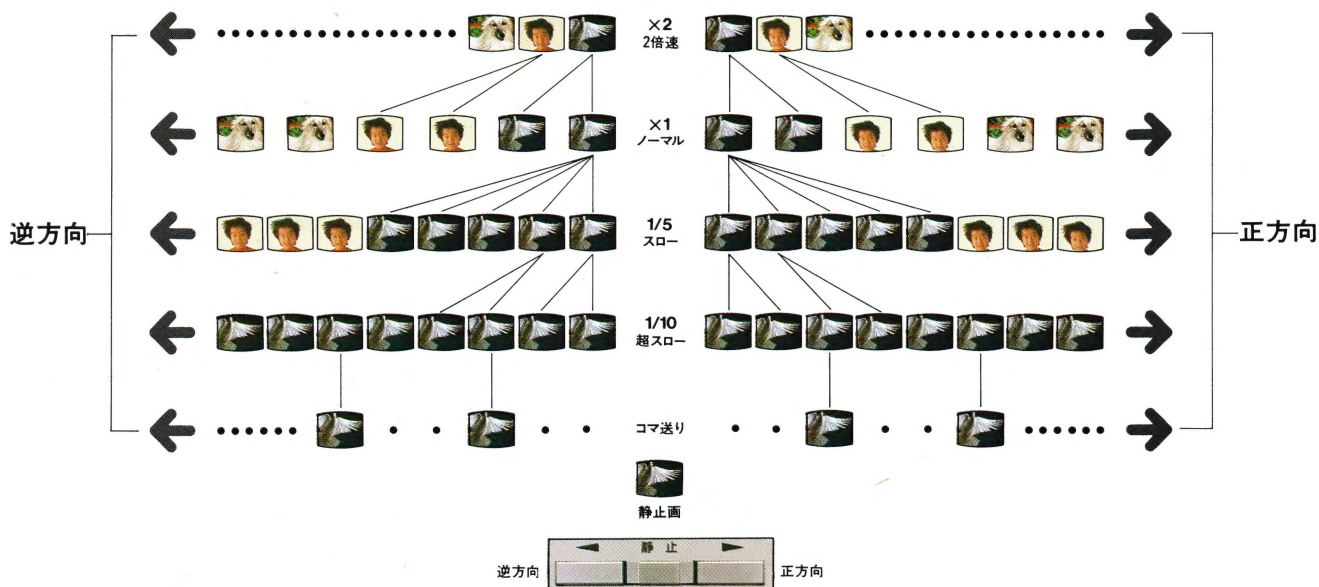 ×2
2倍速
×1
ノーマル
逆方向
1/5
スロー
正方向
1/10
超スロー
コマ送り
静止画
◀ 静止 ▶
逆方向
正方向